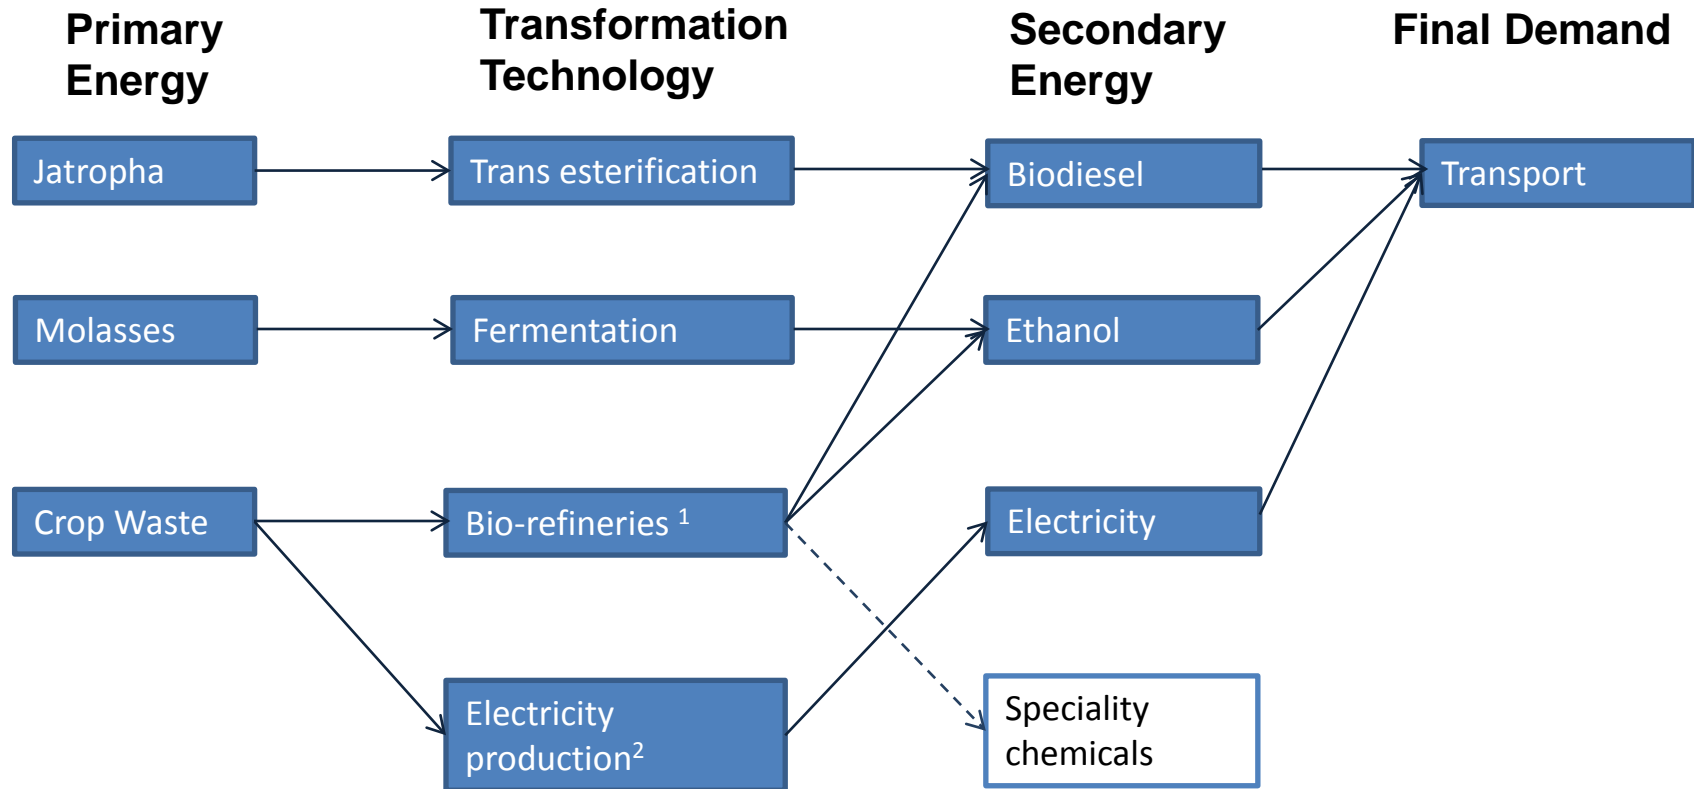 Primary
Energy
Transformation
Technology
Secondary
Energy
Final Demand
Jatropha
Trans esterification
Biodiesel
Transport
Molasses
Fermentation
Ethanol
Crop Waste
Bio-refineries ¹
Electricity
Electricity
production²
Speciality
chemicals